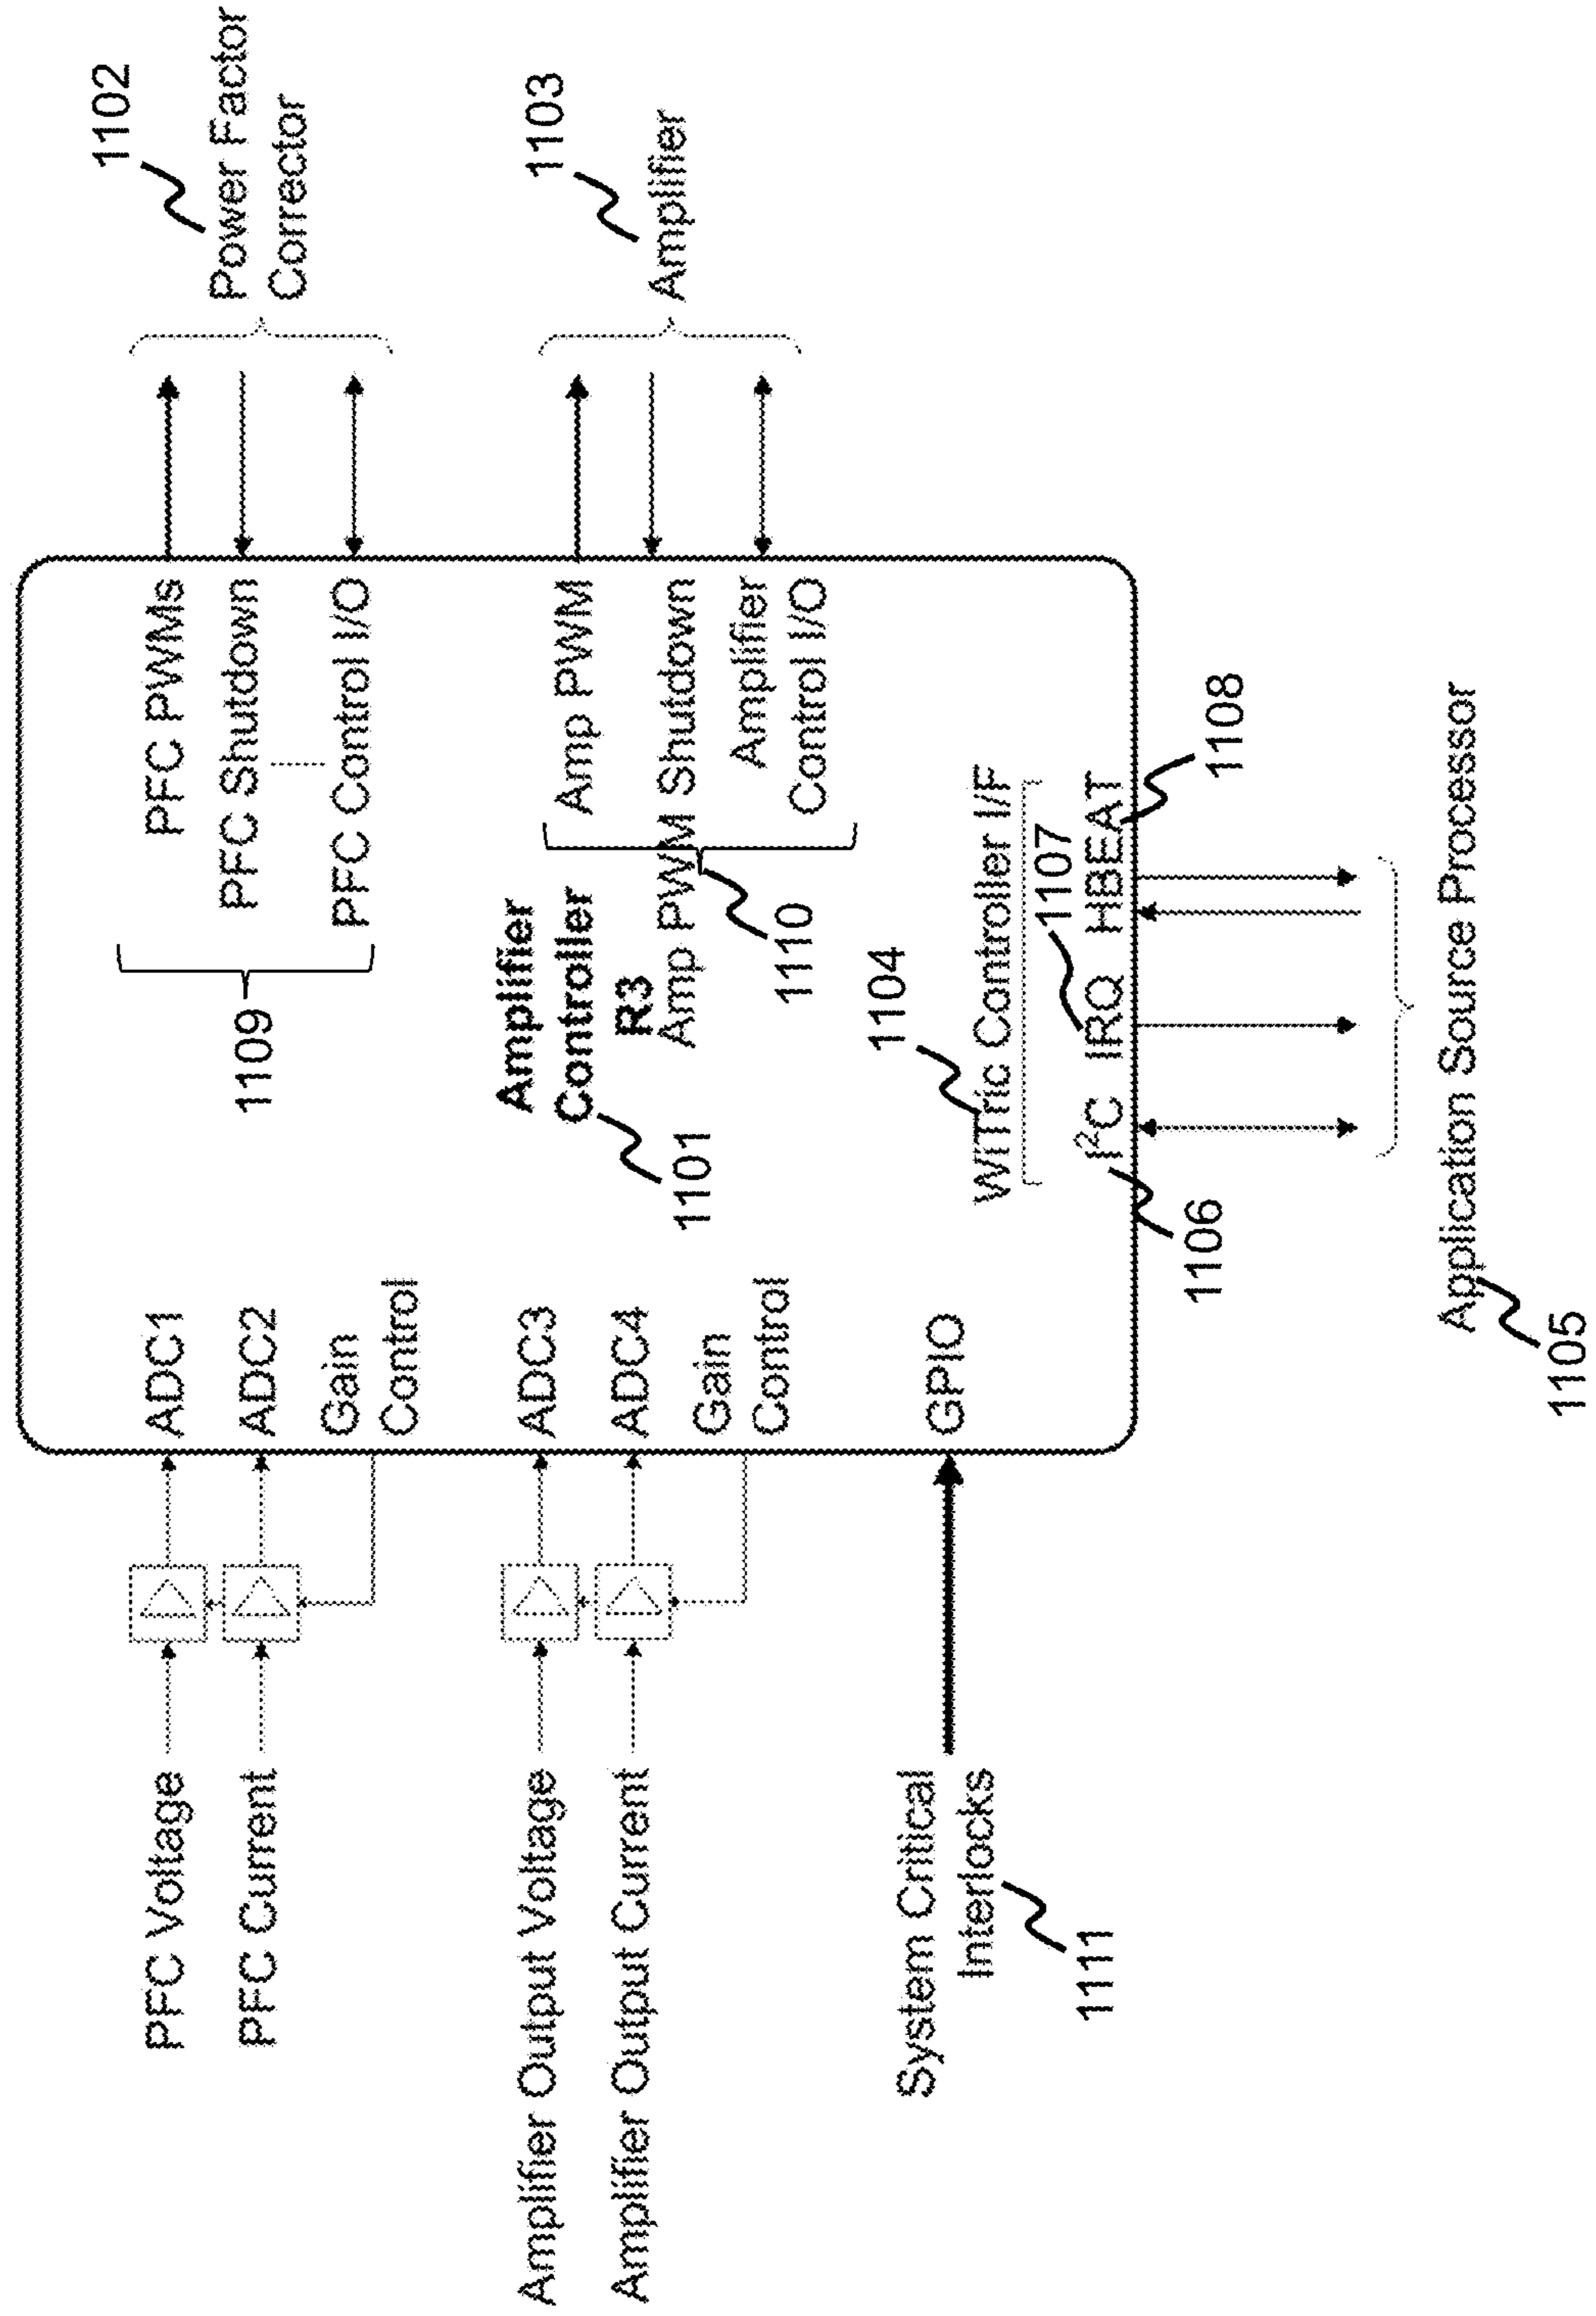 PFC Voltage
PFC Current
Amplifier Output Voltage
Amplifier Output Current
System Critical
Interlocks
1111
ADC1
ADC2
Gain
Control
ADC3
ADC4
Gain
Control
GPIO
Amplifier
Controller
R3
1101
1109
PFC PWMs
PFC Shutdown
PFC Control I/O
1110
Amp PWM
Amp PWM Shutdown
Amplifier
Control I/O
1102
Power Factor
Corrector
1103
Amplifier
1104
WiTric Controller I/F
1107
I²C IRQ HBEAT
1106
1108
Application Source Processor
1105